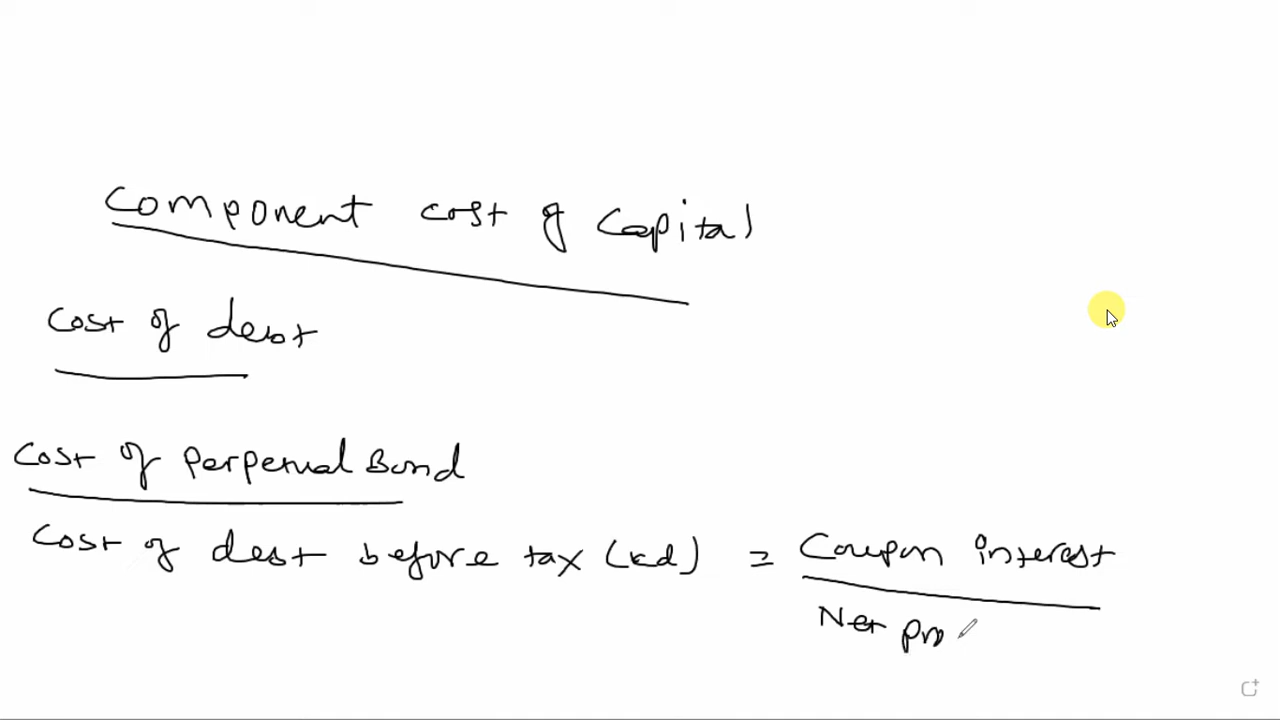 Component cost of Capital
Cost of debt
Cost of Perpetual Bond
Cost of debt before tax (kd) = Coupon interest
Net pro